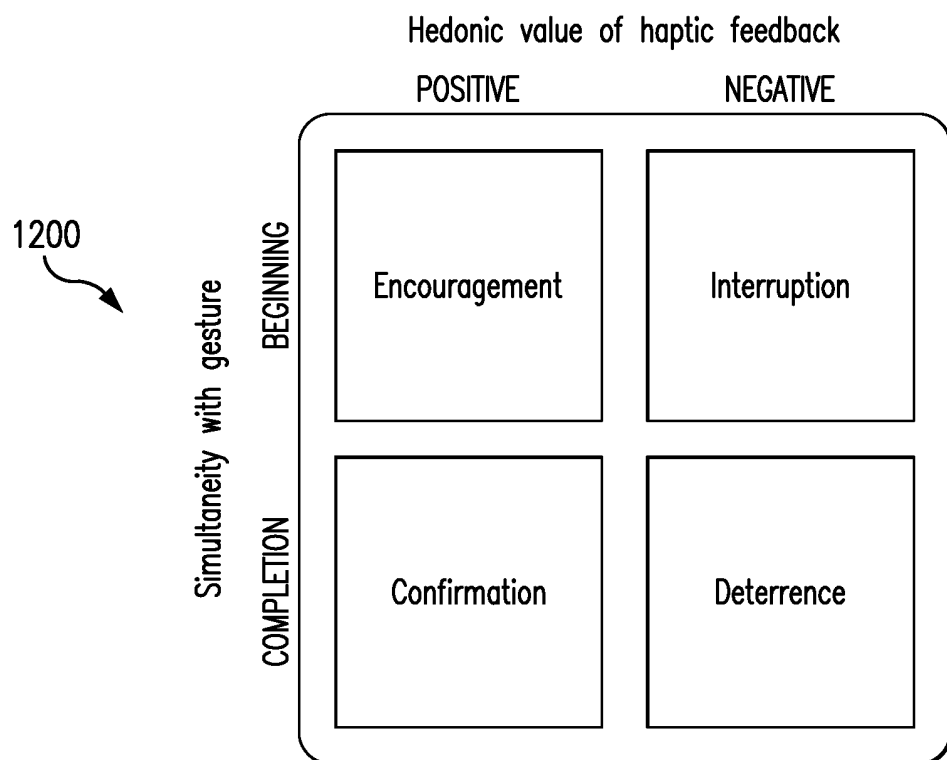 Hedonic value of haptic feedback
POSITIVE NEGATIVE
1200
Simultaneity with gesture
BEGINNING
Encouragement Interruption
COMPLETION
Confirmation Deterrence